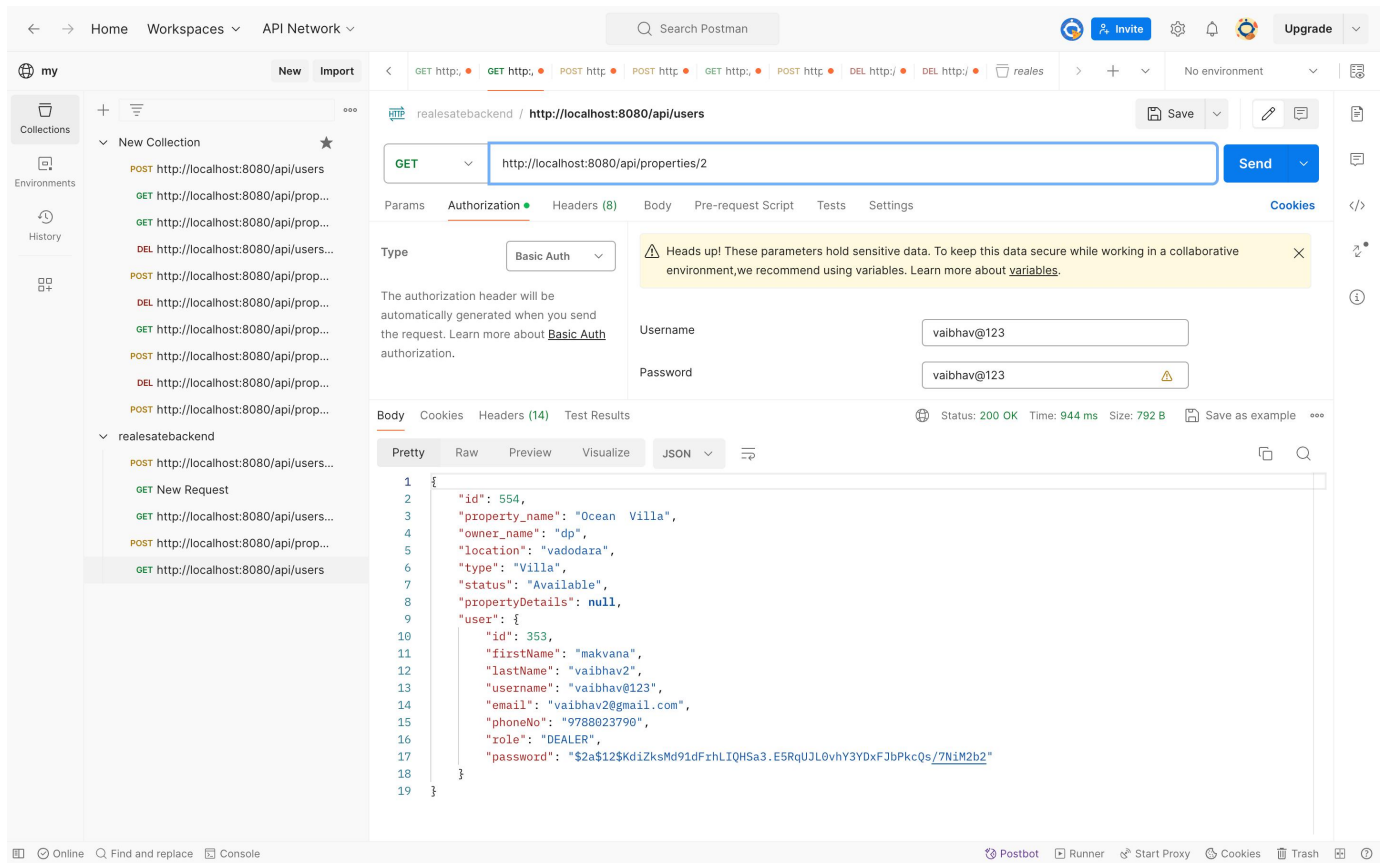 Home Workspaces API Network Search Postman Invite Upgrade
my New Import GET http:, GET http:, POST http POST http GET http:, POST http DEL http:/ DEL http:/ reales No environment
Collections
Environments
History
New Collection
POST http://localhost:8080/api/users
GET http://localhost:8080/api/prop...
GET http://localhost:8080/api/prop...
DEL http://localhost:8080/api/users...
POST http://localhost:8080/api/prop...
DEL http://localhost:8080/api/prop...
GET http://localhost:8080/api/prop...
POST http://localhost:8080/api/prop...
DEL http://localhost:8080/api/prop...
POST http://localhost:8080/api/prop...
realesatebackend
POST http://localhost:8080/api/users...
GET New Request
GET http://localhost:8080/api/users...
POST http://localhost:8080/api/prop...
GET http://localhost:8080/api/users
HTTP realesatebackend / http://localhost:8080/api/users Save
GET http://localhost:8080/api/properties/2 Send
Params Authorization Headers (8) Body Pre-request Script Tests Settings Cookies
Type Basic Auth
The authorization header will be
automatically generated when you send
the request. Learn more about Basic Auth
authorization.
Heads up! These parameters hold sensitive data. To keep this data secure while working in a collaborative
environment,we recommend using variables. Learn more about variables.
Username vaibhav@123
Password vaibhav@123
Body Cookies Headers (14) Test Results Status: 200 OK Time: 944 ms Size: 792 B Save as example
Pretty Raw Preview Visualize JSON
1 {
2 "id": 554,
3 "property_name": "Ocean  Villa",
4 "owner_name": "dp",
5 "location": "vadodara",
6 "type": "Villa",
7 "status": "Available",
8 "propertyDetails": null,
9 "user": {
10 "id": 353,
11 "firstName": "makvana",
12 "lastName": "vaibhav2",
13 "username": "vaibhav@123",
14 "email": "vaibhav2@gmail.com",
15 "phoneNo": "9788023790",
16 "role": "DEALER",
17 "password": "$2a$12$KdiZksMd91dFrhLIQHSa3.E5RqUJL0vhY3YDxFJbPkcQs/7NiM2b2"
18 }
19 }
Online Find and replace Console Postbot Runner Start Proxy Cookies Trash